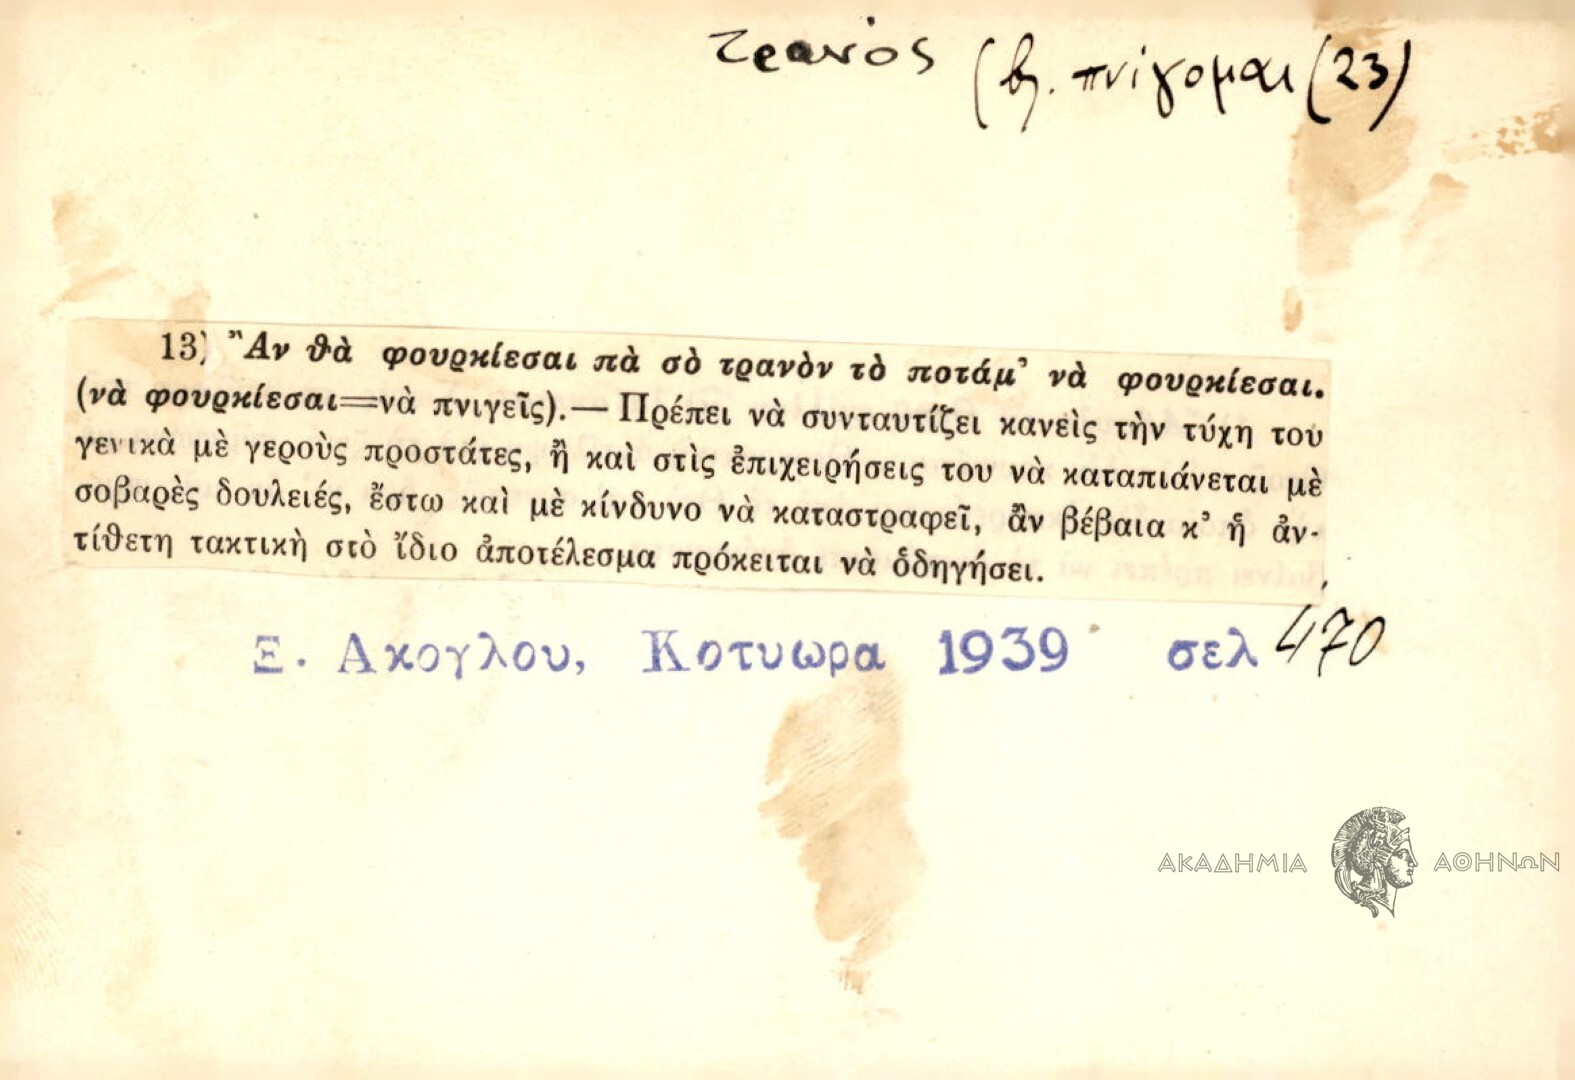 τρανός (βλ. πνίγομαι (23)
13) Ἂν θὰ φουρκίεσαι πὰ σὸ τρανὸν τὸ ποτάμ’ νὰ φουρκίεσαι.
(νὰ φουρκίεσαι=νὰ πνιγεῖς).— Πρέπει νὰ συνταυτίζει κανεὶς τὴν τύχη του
γενικὰ μὲ γεροὺς προστάτες, ἢ καὶ στὶς ἐπιχειρήσεις του νὰ καταπιάνεται μὲ
σοβαρὲς δουλειές, ἔστω καὶ μὲ κίνδυνο νὰ καταστραφεῖ, ἂν βέβαια κ’ ἡ ἀν-
τίθετη τακτικὴ στὸ ἴδιο ἀποτέλεσμα πρόκειται νὰ ὁδηγήσει.
Ξ. Ακογλου, Κοτυωρα 1939 σελ 470
ΑΚΑΔΗΜΙΑ ΑΘΗΝΩΝ